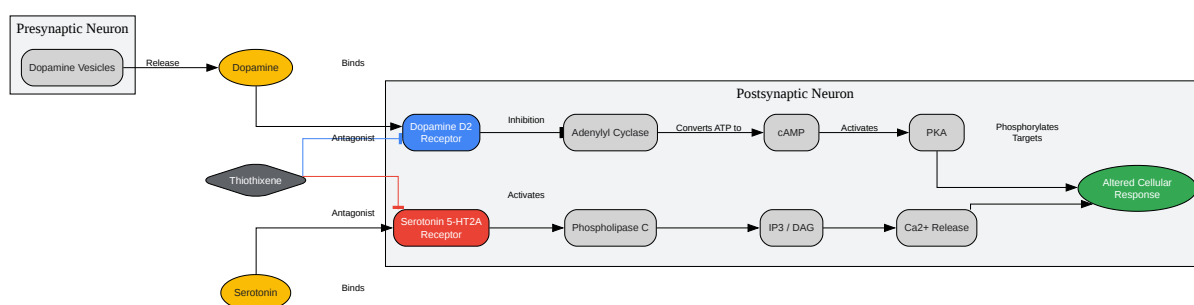 Presynaptic Neuron
Dopamine Vesicles
Release
Dopamine
Binds
Postsynaptic Neuron
Dopamine D2
Receptor
Inhibition
Adenylyl Cyclase
Converts ATP to
cAMP
Activates
PKA
Phosphorylates
Targets
Antagonist
Thiothixene
Altered Cellular
Response
Activates
Antagonist
Serotonin 5-HT2A
Receptor
Phospholipase C
IP3 / DAG
Ca2+ Release
Serotonin
Binds